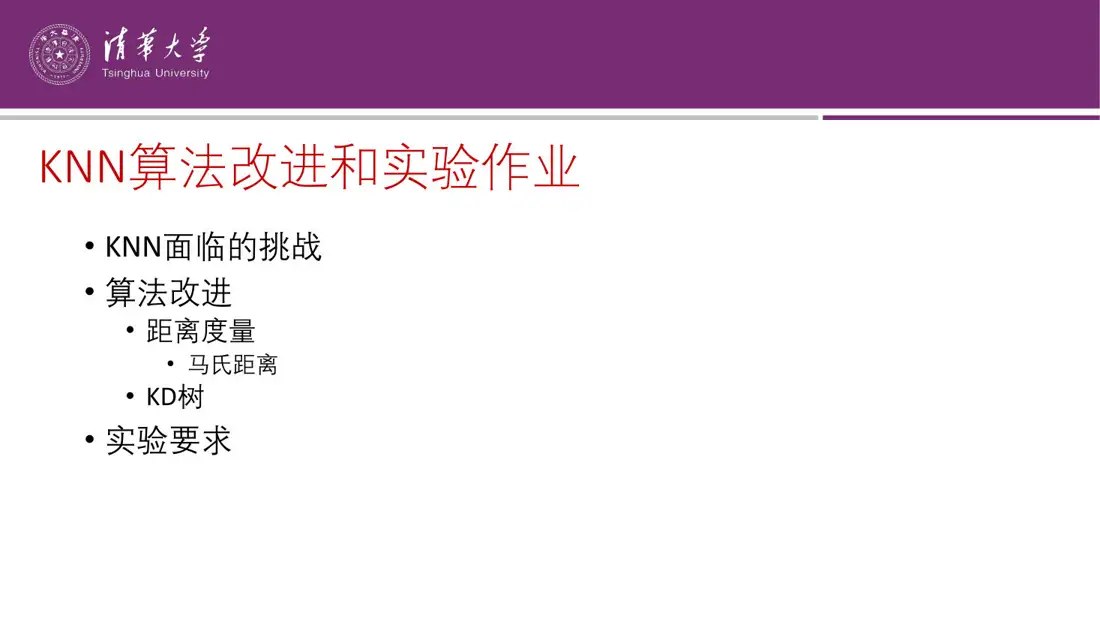 清华大学
Tsinghua University
KNN算法改进和实验作业
• KNN面临的挑战
• 算法改进
• 距离度量
• 马氏距离
• KD树
• 实验要求